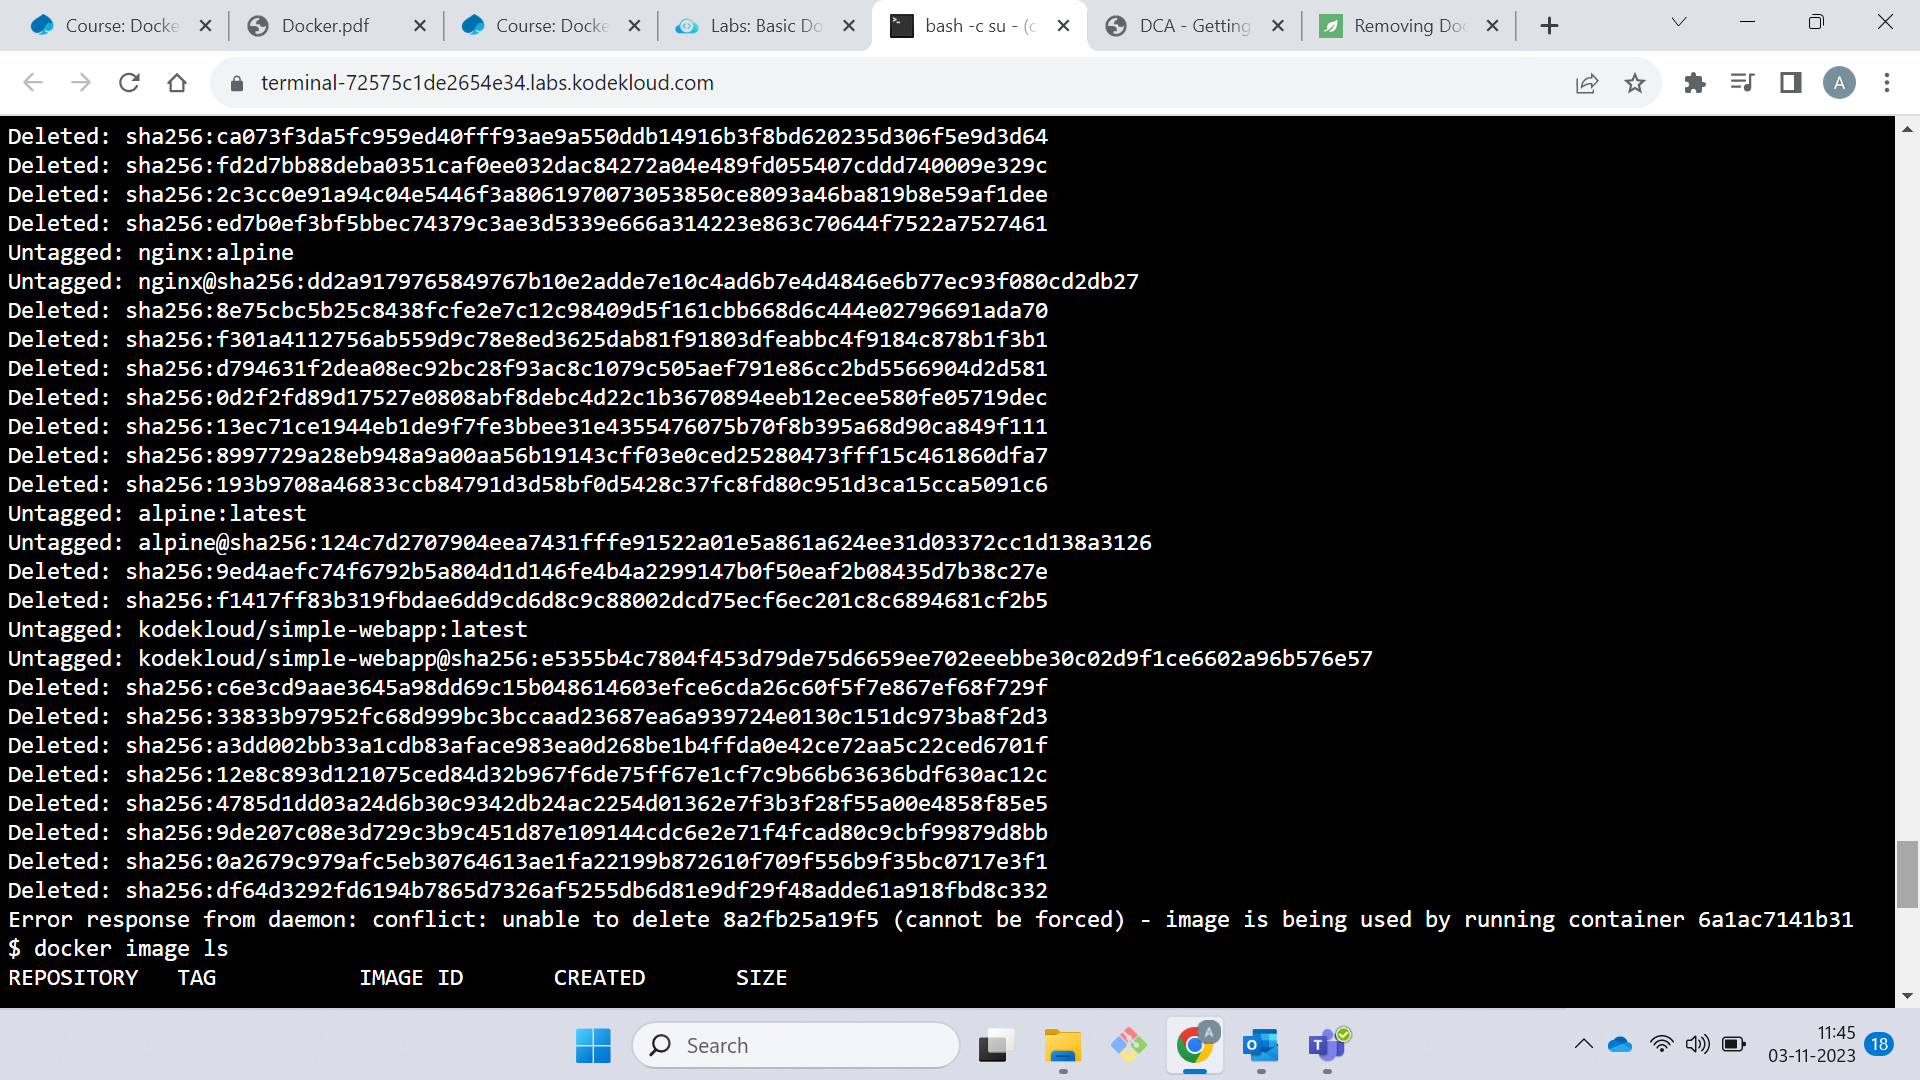 Course: Docke
Docker.pdf
Course: Docke
Labs: Basic Do
bash -c su - (c
DCA - Getting
Removing Doc
terminal-72575c1de2654e34.labs.kodekloud.com
A
Deleted: sha256:ca073f3da5fc959ed40fff93ae9a550ddb14916b3f8bd620235d306f5e9d3d64
Deleted: sha256:fd2d7bb88deba0351caf0ee032dac84272a04e489fd055407cddd740009e329c
Deleted: sha256:2c3cc0e91a94c04e5446f3a8061970073053850ce8093a46ba819b8e59af1dee
Deleted: sha256:ed7b0ef3bf5bbec74379c3ae3d5339e666a314223e863c70644f7522a7527461
Untagged: nginx:alpine
Untagged: nginx@sha256:dd2a9179765849767b10e2adde7e10c4ad6b7e4d4846e6b77ec93f080cd2db27
Deleted: sha256:8e75cbc5b25c8438fcfe2e7c12c98409d5f161cbb668d6c444e02796691ada70
Deleted: sha256:f301a4112756ab559d9c78e8ed3625dab81f91803dfeabbc4f9184c878b1f3b1
Deleted: sha256:d794631f2dea08ec92bc28f93ac8c1079c505aef791e86cc2bd5566904d2d581
Deleted: sha256:0d2f2fd89d17527e0808abf8debc4d22c1b3670894eeb12ecee580fe05719dec
Deleted: sha256:13ec71ce1944eb1de9f7fe3bbee31e4355476075b70f8b395a68d90ca849f111
Deleted: sha256:8997729a28eb948a9a00aa56b19143cff03e0ced25280473fff15c461860dfa7
Deleted: sha256:193b9708a46833ccb84791d3d58bf0d5428c37fc8fd80c951d3ca15cca5091c6
Untagged: alpine:latest
Untagged: alpine@sha256:124c7d2707904eea7431fffe91522a01e5a861a624ee31d03372cc1d138a3126
Deleted: sha256:9ed4aefc74f6792b5a804d1d146fe4b4a2299147b0f50eaf2b08435d7b38c27e
Deleted: sha256:f1417ff83b319fbdae6dd9cd6d8c9c88002dcd75ecf6ec201c8c6894681cf2b5
Untagged: kodekloud/simple-webapp:latest
Untagged: kodekloud/simple-webapp@sha256:e5355b4c7804f453d79de75d6659ee702eeebbe30c02d9f1ce6602a96b576e57
Deleted: sha256:c6e3cd9aae3645a98dd69c15b048614603efce6cda26c60f5f7e867ef68f729f
Deleted: sha256:33833b97952fc68d999bc3bccaad23687ea6a939724e0130c151dc973ba8f2d3
Deleted: sha256:a3dd002bb33a1cdb83aface983ea0d268be1b4ffda0e42ce72aa5c22ced6701f
Deleted: sha256:12e8c893d121075ced84d32b967f6de75ff67e1cf7c9b66b63636bdf630ac12c
Deleted: sha256:4785d1dd03a24d6b30c9342db24ac2254d01362e7f3b3f28f55a00e4858f85e5
Deleted: sha256:9de207c08e3d729c3b9c451d87e109144cdc6e2e71f4fcad80c9cbf99879d8bb
Deleted: sha256:0a2679c979afc5eb30764613ae1fa22199b872610f709f556b9f35bc0717e3f1
Deleted: sha256:df64d3292fd6194b7865d7326af5255db6d81e9df29f48adde61a918fbd8c332
Error response from daemon: conflict: unable to delete 8a2fb25a19f5 (cannot be forced) - image is being used by running container 6a1ac7141b31
$ docker image ls
REPOSITORY   TAG           IMAGE ID       CREATED       SIZE
Search
11:45
03-11-2023
18